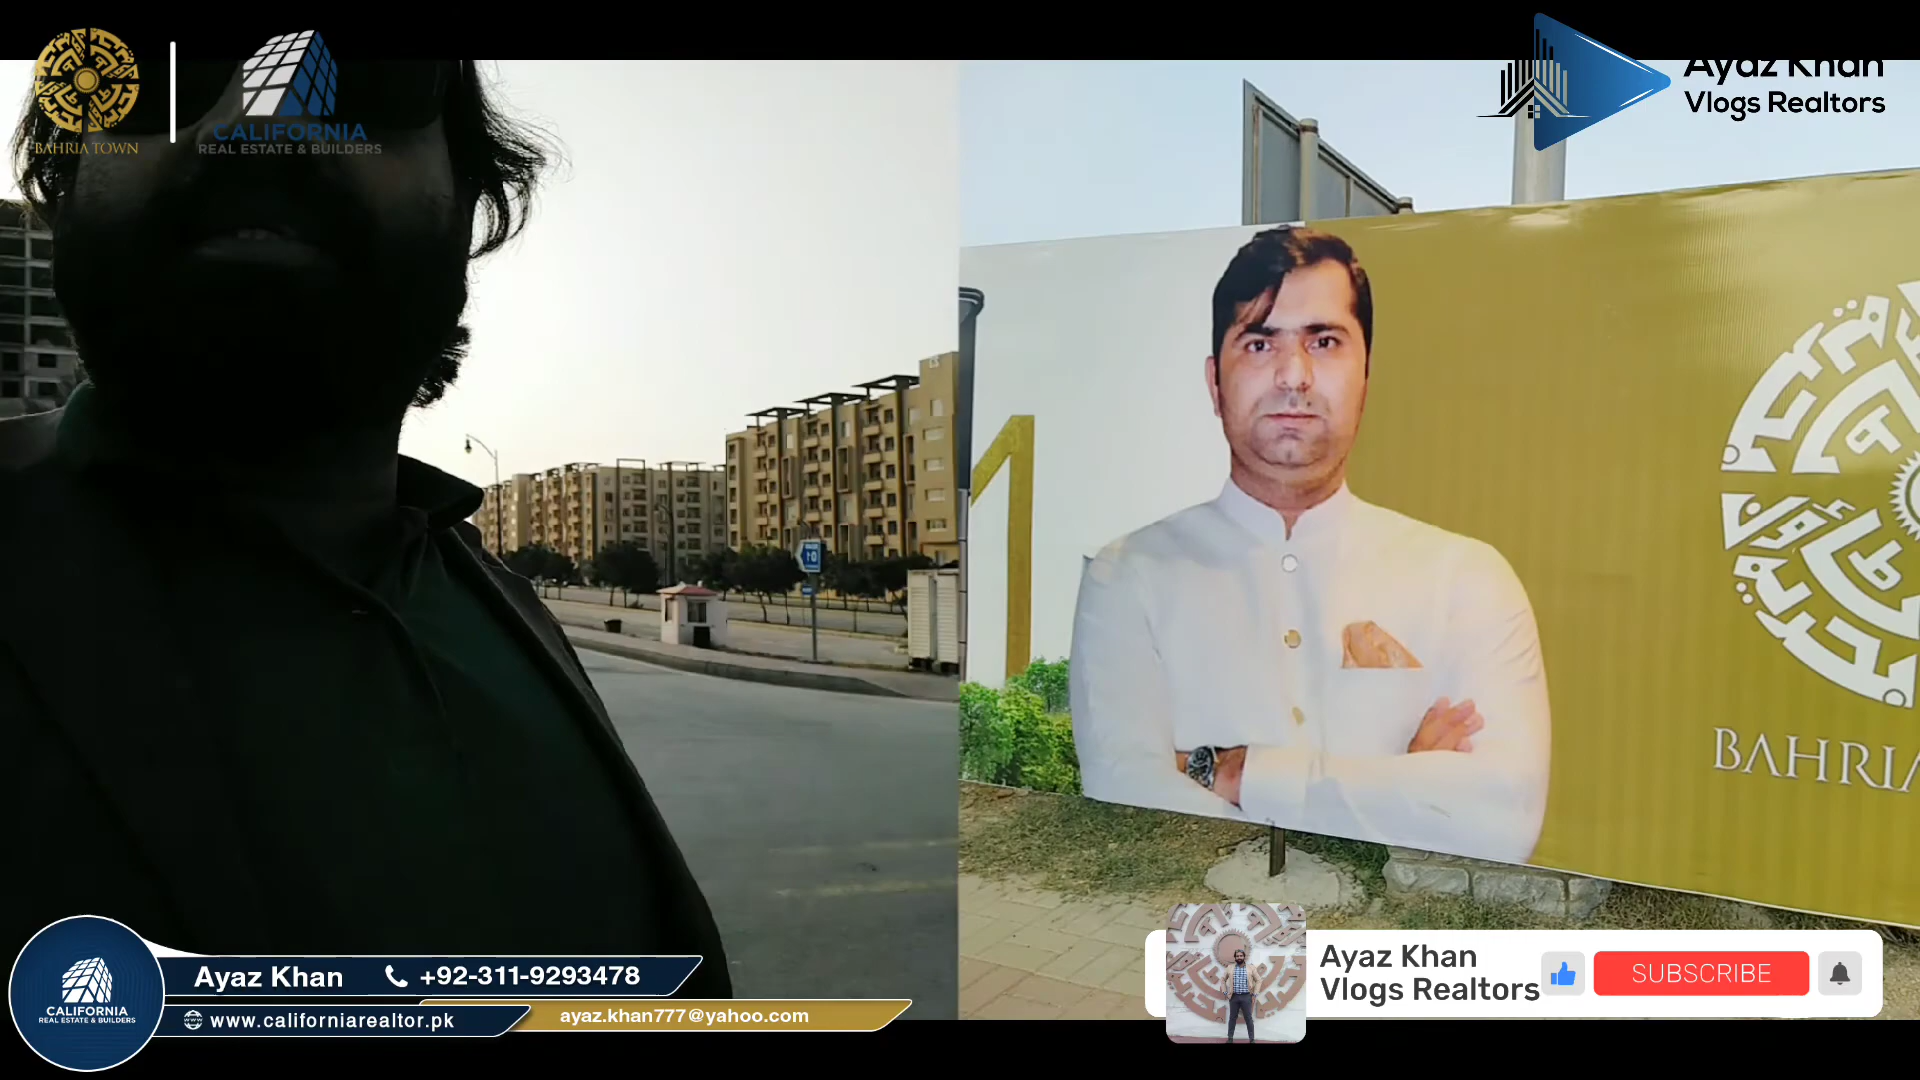 BAHRIA TOWN
CALIFORNIA
REAL ESTATE & BUILDERS
Ayaz Khan
Vlogs Realtors
BAHRIA
Ayaz Khan +92-311-9293478
www.californiarealtor.pk
ayaz.khan777@yahoo.com
CALIFORNIA
REAL ESTATE & BUILDERS
Ayaz Khan
Vlogs Realtors
SUBSCRIBE